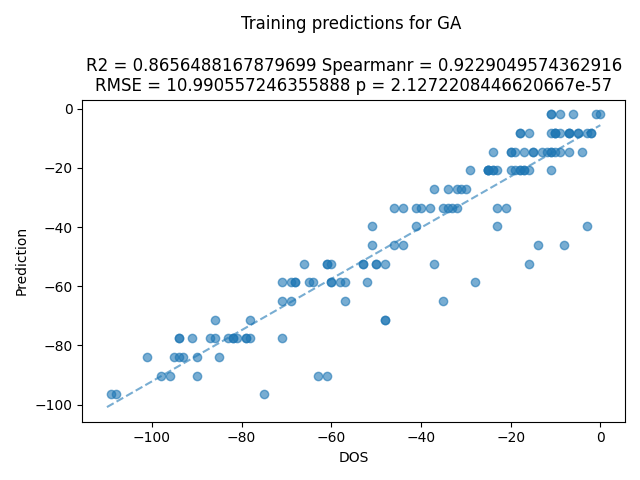 Training predictions for GA
R2 = 0.8656488167879699 Spearmanr = 0.9229049574362916
RMSE = 10.990557246355888 p = 2.1272208446620667e-57
0
−20
−40
−60
−80
−100
Prediction
−100
−80
−60
−40
−20
0
DOS